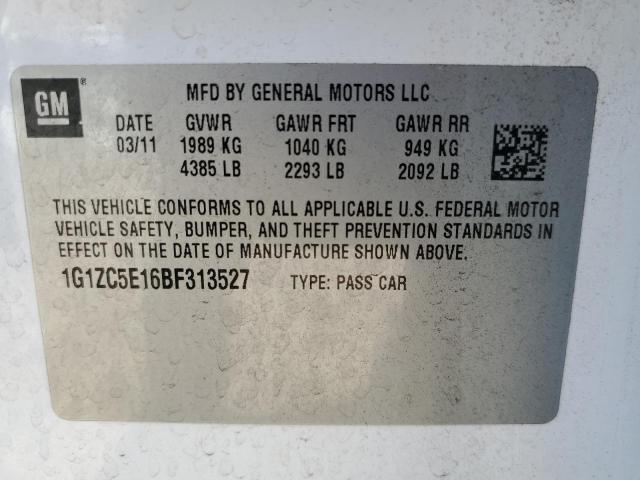 GM ®
MFD BY GENERAL MOTORS LLC
DATE GVWR GAWR FRT GAWR RR
03/11 1989 KG 1040 KG 949 KG
4385 LB 2293 LB 2092 LB
THIS VEHICLE CONFORMS TO ALL APPLICABLE U.S. FEDERAL MOTOR
VEHICLE SAFETY, BUMPER, AND THEFT PREVENTION STANDARDS IN
EFFECT ON THE DATE OF MANUFACTURE SHOWN ABOVE.
1G1ZC5E16BF313527 TYPE: PASS CAR